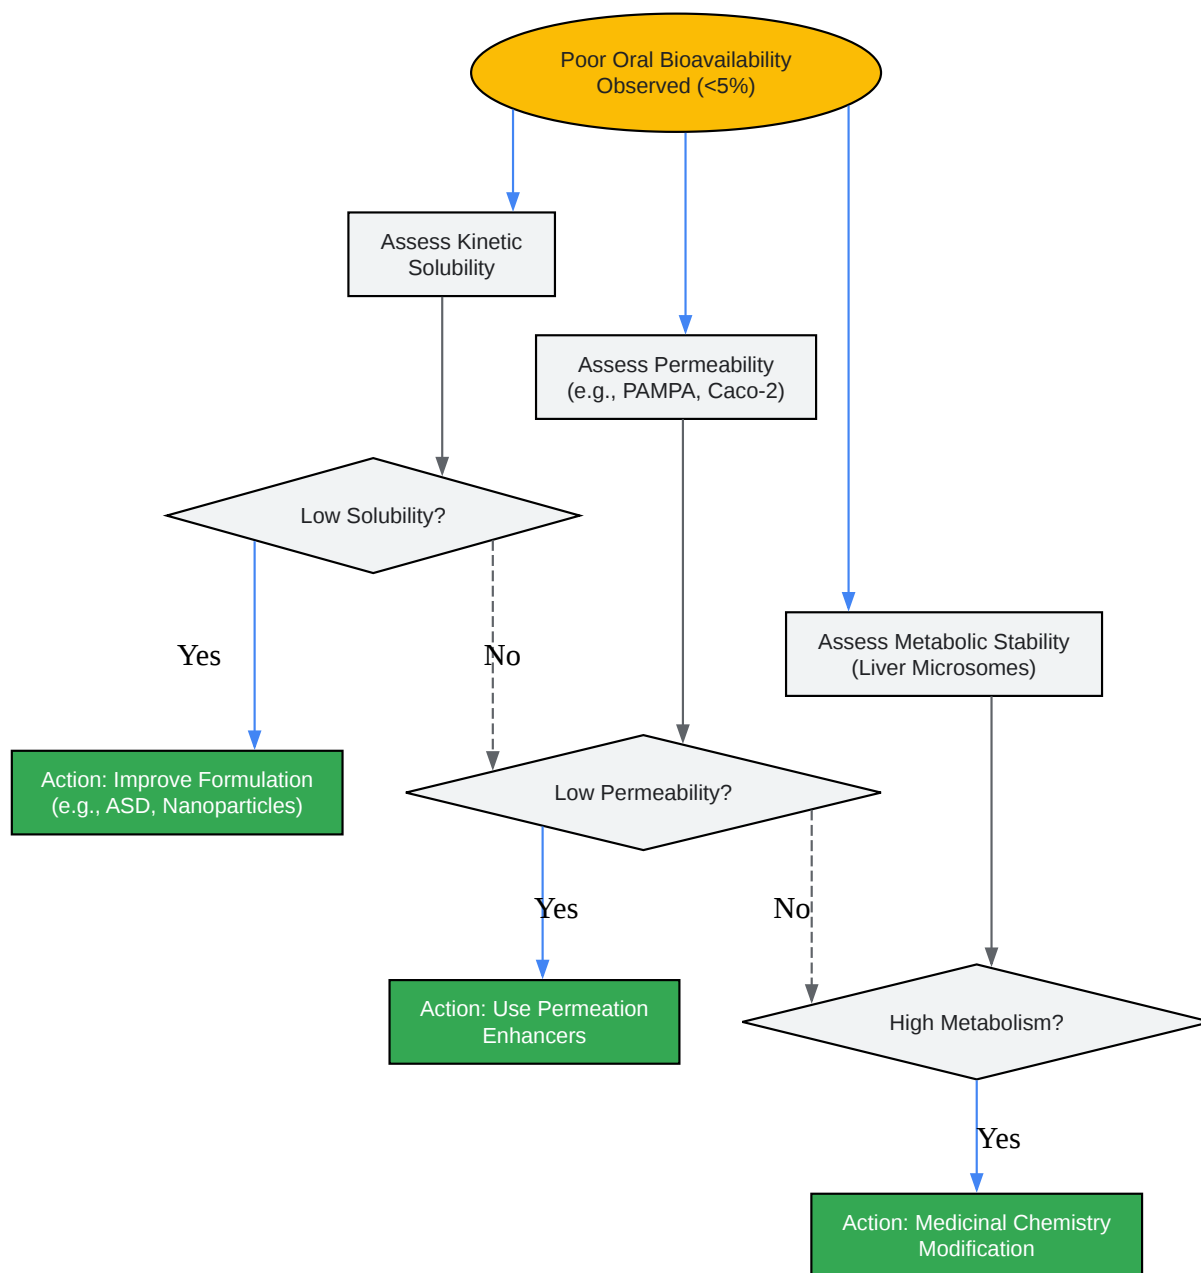 Poor Oral Bioavailability
Observed (<5%)
Assess Kinetic
Solubility
Assess Permeability
(e.g., PAMPA, Caco-2)
Low Solubility?
Assess Metabolic Stability
(Liver Microsomes)
Yes
No
Action: Improve Formulation
(e.g., ASD, Nanoparticles)
Low Permeability?
Yes
No
Action: Use Permeation
Enhancers
High Metabolism?
Yes
Action: Medicinal Chemistry
Modification